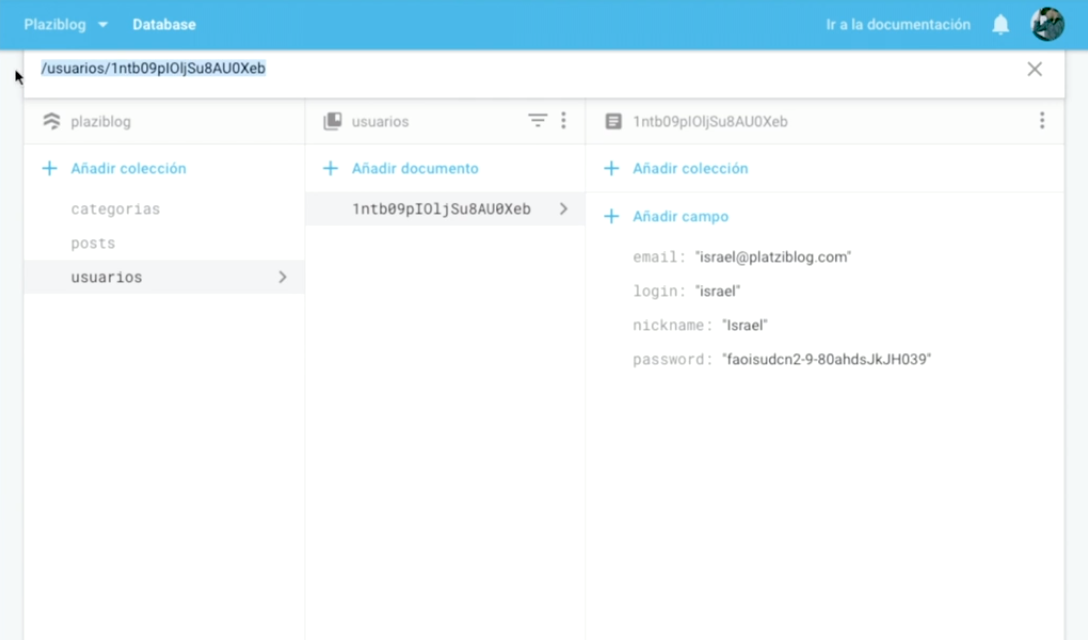 Plaziblog Database Ir a la documentación
/usuarios/1ntb09pIOljSu8AU0Xeb
plaziblog
Añadir colección
categorias
posts
usuarios
usuarios
Añadir documento
1ntb09pIOljSu8AU0Xeb
1ntb09pIOljSu8AU0Xeb
Añadir colección
Añadir campo
email: "israel@platziblog.com"
login: "israel"
nickname: "Israel"
password: "faoisudcn2-9-80ahdsJkJH039"